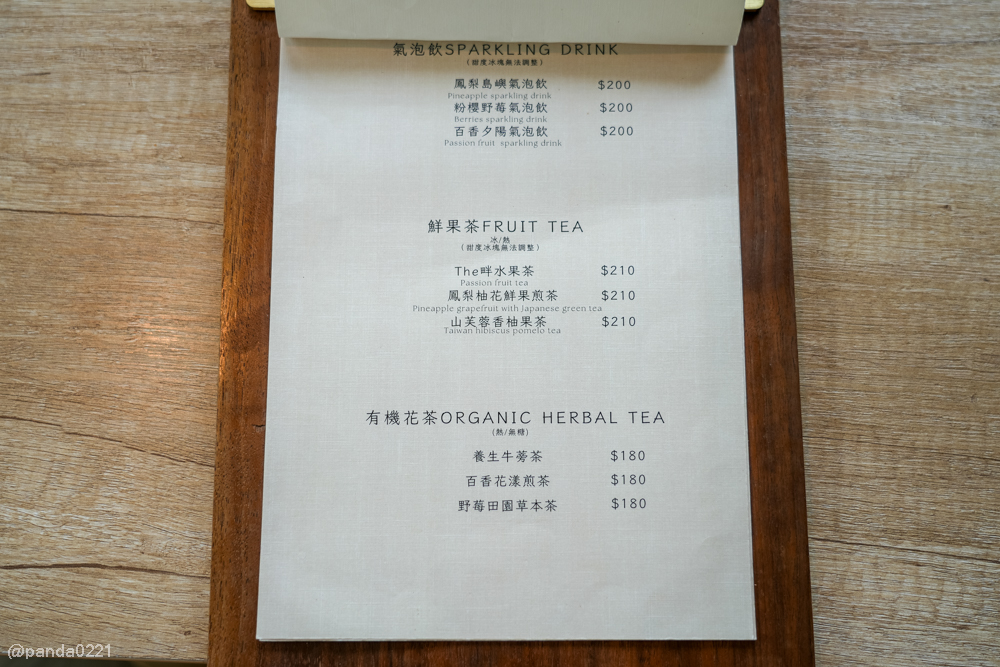 氣泡飲SPARKLING DRINK
(甜度冰塊無法調整)
鳳梨島嶼氣泡飲 $200
Pineapple sparkling drink
粉櫻野莓氣泡飲 $200
Berries sparkling drink
百香夕陽氣泡飲 $200
Passion fruit sparkling drink
鮮果茶FRUIT TEA
冰/熱
(甜度冰塊無法調整)
The畔水果茶 $210
Passion fruit tea
鳳梨柚花鮮果煎茶 $210
Pineapple grapefruit with Japanese green tea
山芙蓉香柚果茶 $210
Taiwan hibiscus pomelo tea
有機花茶ORGANIC HERBAL TEA
(熱/無糖)
養生牛蒡茶 $180
百香花漾煎茶 $180
野莓田園草本茶 $180
@panda0221